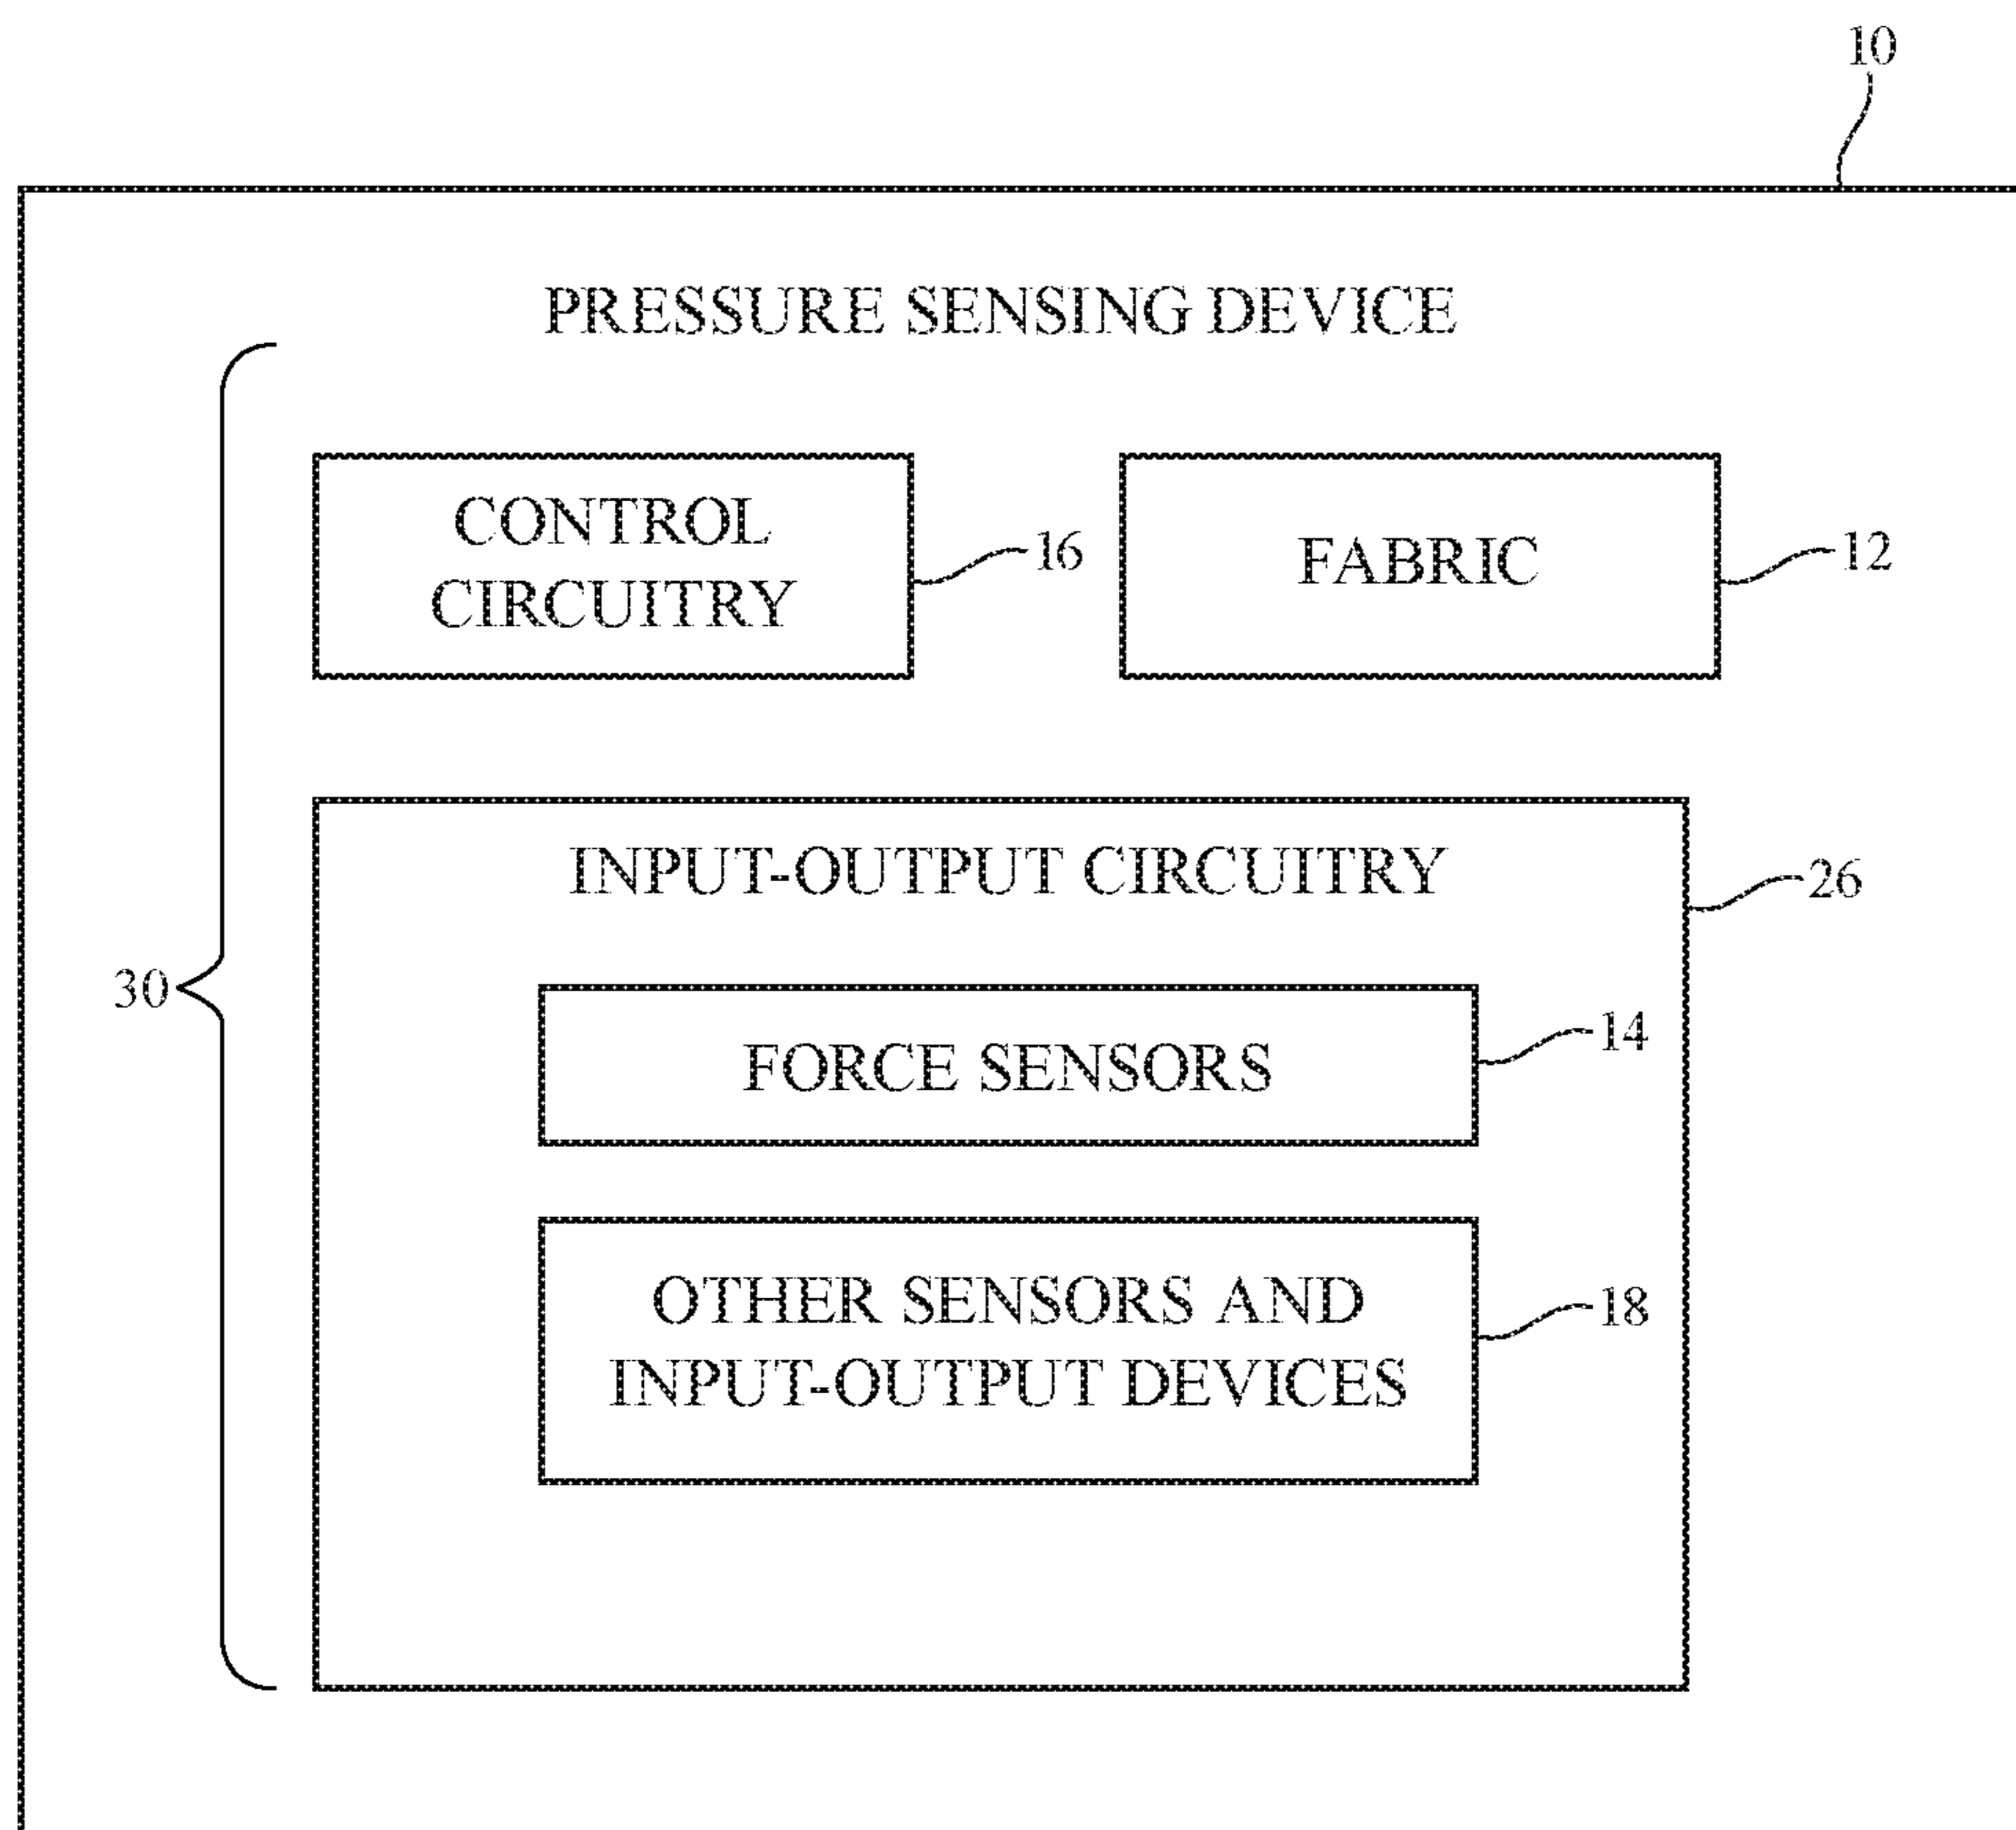 10
PRESSURE SENSING DEVICE
CONTROL
CIRCUITRY
16
FABRIC
12
INPUT-OUTPUT CIRCUITRY
26
30
FORCE SENSORS
14
OTHER SENSORS AND
INPUT-OUTPUT DEVICES
18